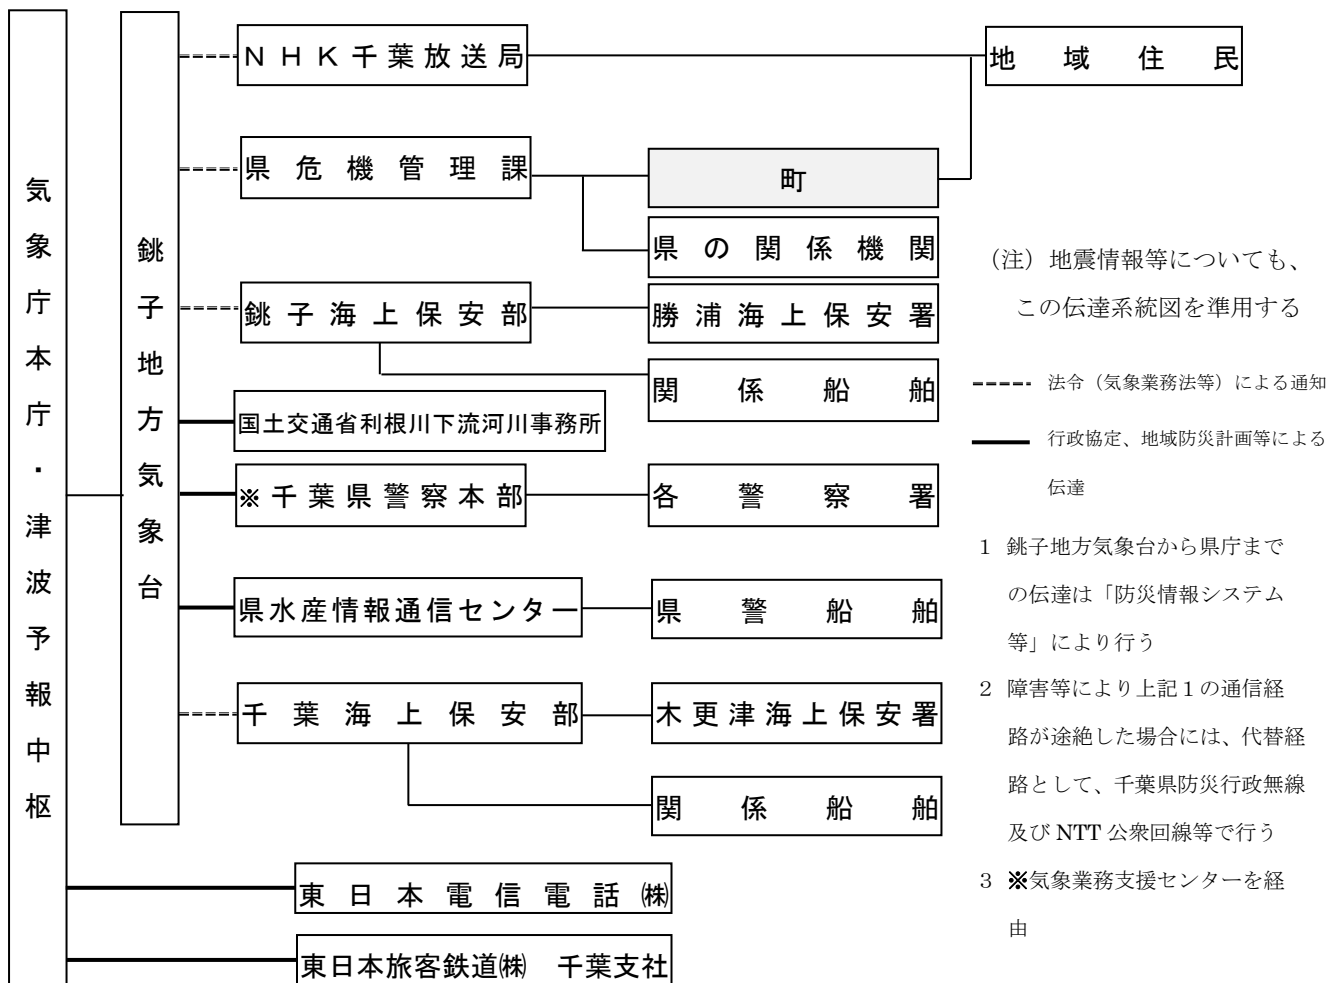 気象庁本庁・津波予報中枢
銚子地方気象台
ＮＨＫ千葉放送局
地域住民
県危機管理課
町
県の関係機関
銚子海上保安部
勝浦海上保安署
関係船舶
国土交通省利根川下流河川事務所
※千葉県警察本部
各警察署
県水産情報通信センター
県警船舶
千葉海上保安部
木更津海上保安署
関係船舶
東日本電信電話㈱
東日本旅客鉄道㈱　千葉支社
（注）地震情報等についても、
この伝達系統図を準用する
法令（気象業務法等）による通知
行政協定、地域防災計画等による
伝達
1 銚子地方気象台から県庁まで
の伝達は「防災情報システム
等」により行う
2 障害等により上記１の通信経
路が途絶した場合には、代替経
路として、千葉県防災行政無線
及び NTT 公衆回線等で行う
3 ※気象業務支援センターを経
由